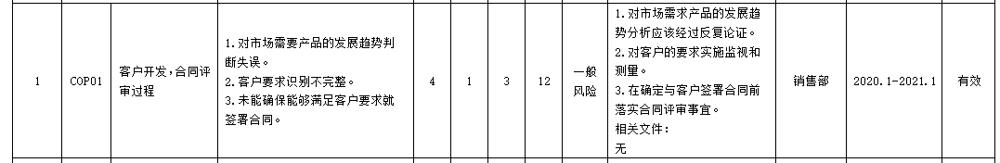 1
COP01
客户开发，合同评
审过程
1.对市场需要产品的发展趋势判
断失误。
2.客户要求识别不完整。
3.未能确保能够满足客户要求就
签署合同。
4
1
3
12
一般
风险
1.对市场需求产品的发展趋
势分析应该经过反复论证。
2.对客户的要求实施监视和
测量。
3.在确定与客户签署合同前
落实合同评审事宜。
相关文件：
无
销售部
2020.1-2021.1
有效